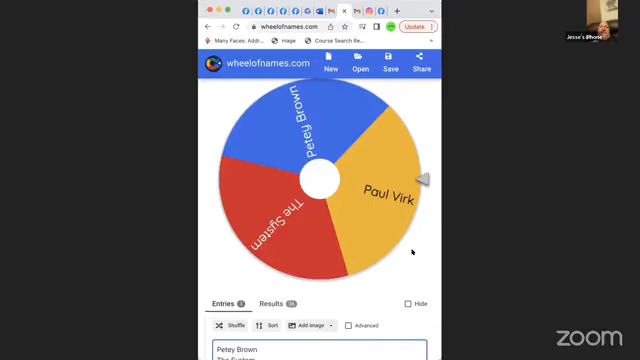 wheelofnames.com
Update
Many Faces: Addr...
mage
Course Search Re...
wheelofnames.com
New
Open
Save
Share
Petey Brown
Paul Virk
The System
Entries 3
Results
Hide
Shuffle
Sort
Add image
Advanced
Petey Brown
The System
Jesse's iPhone
zoom